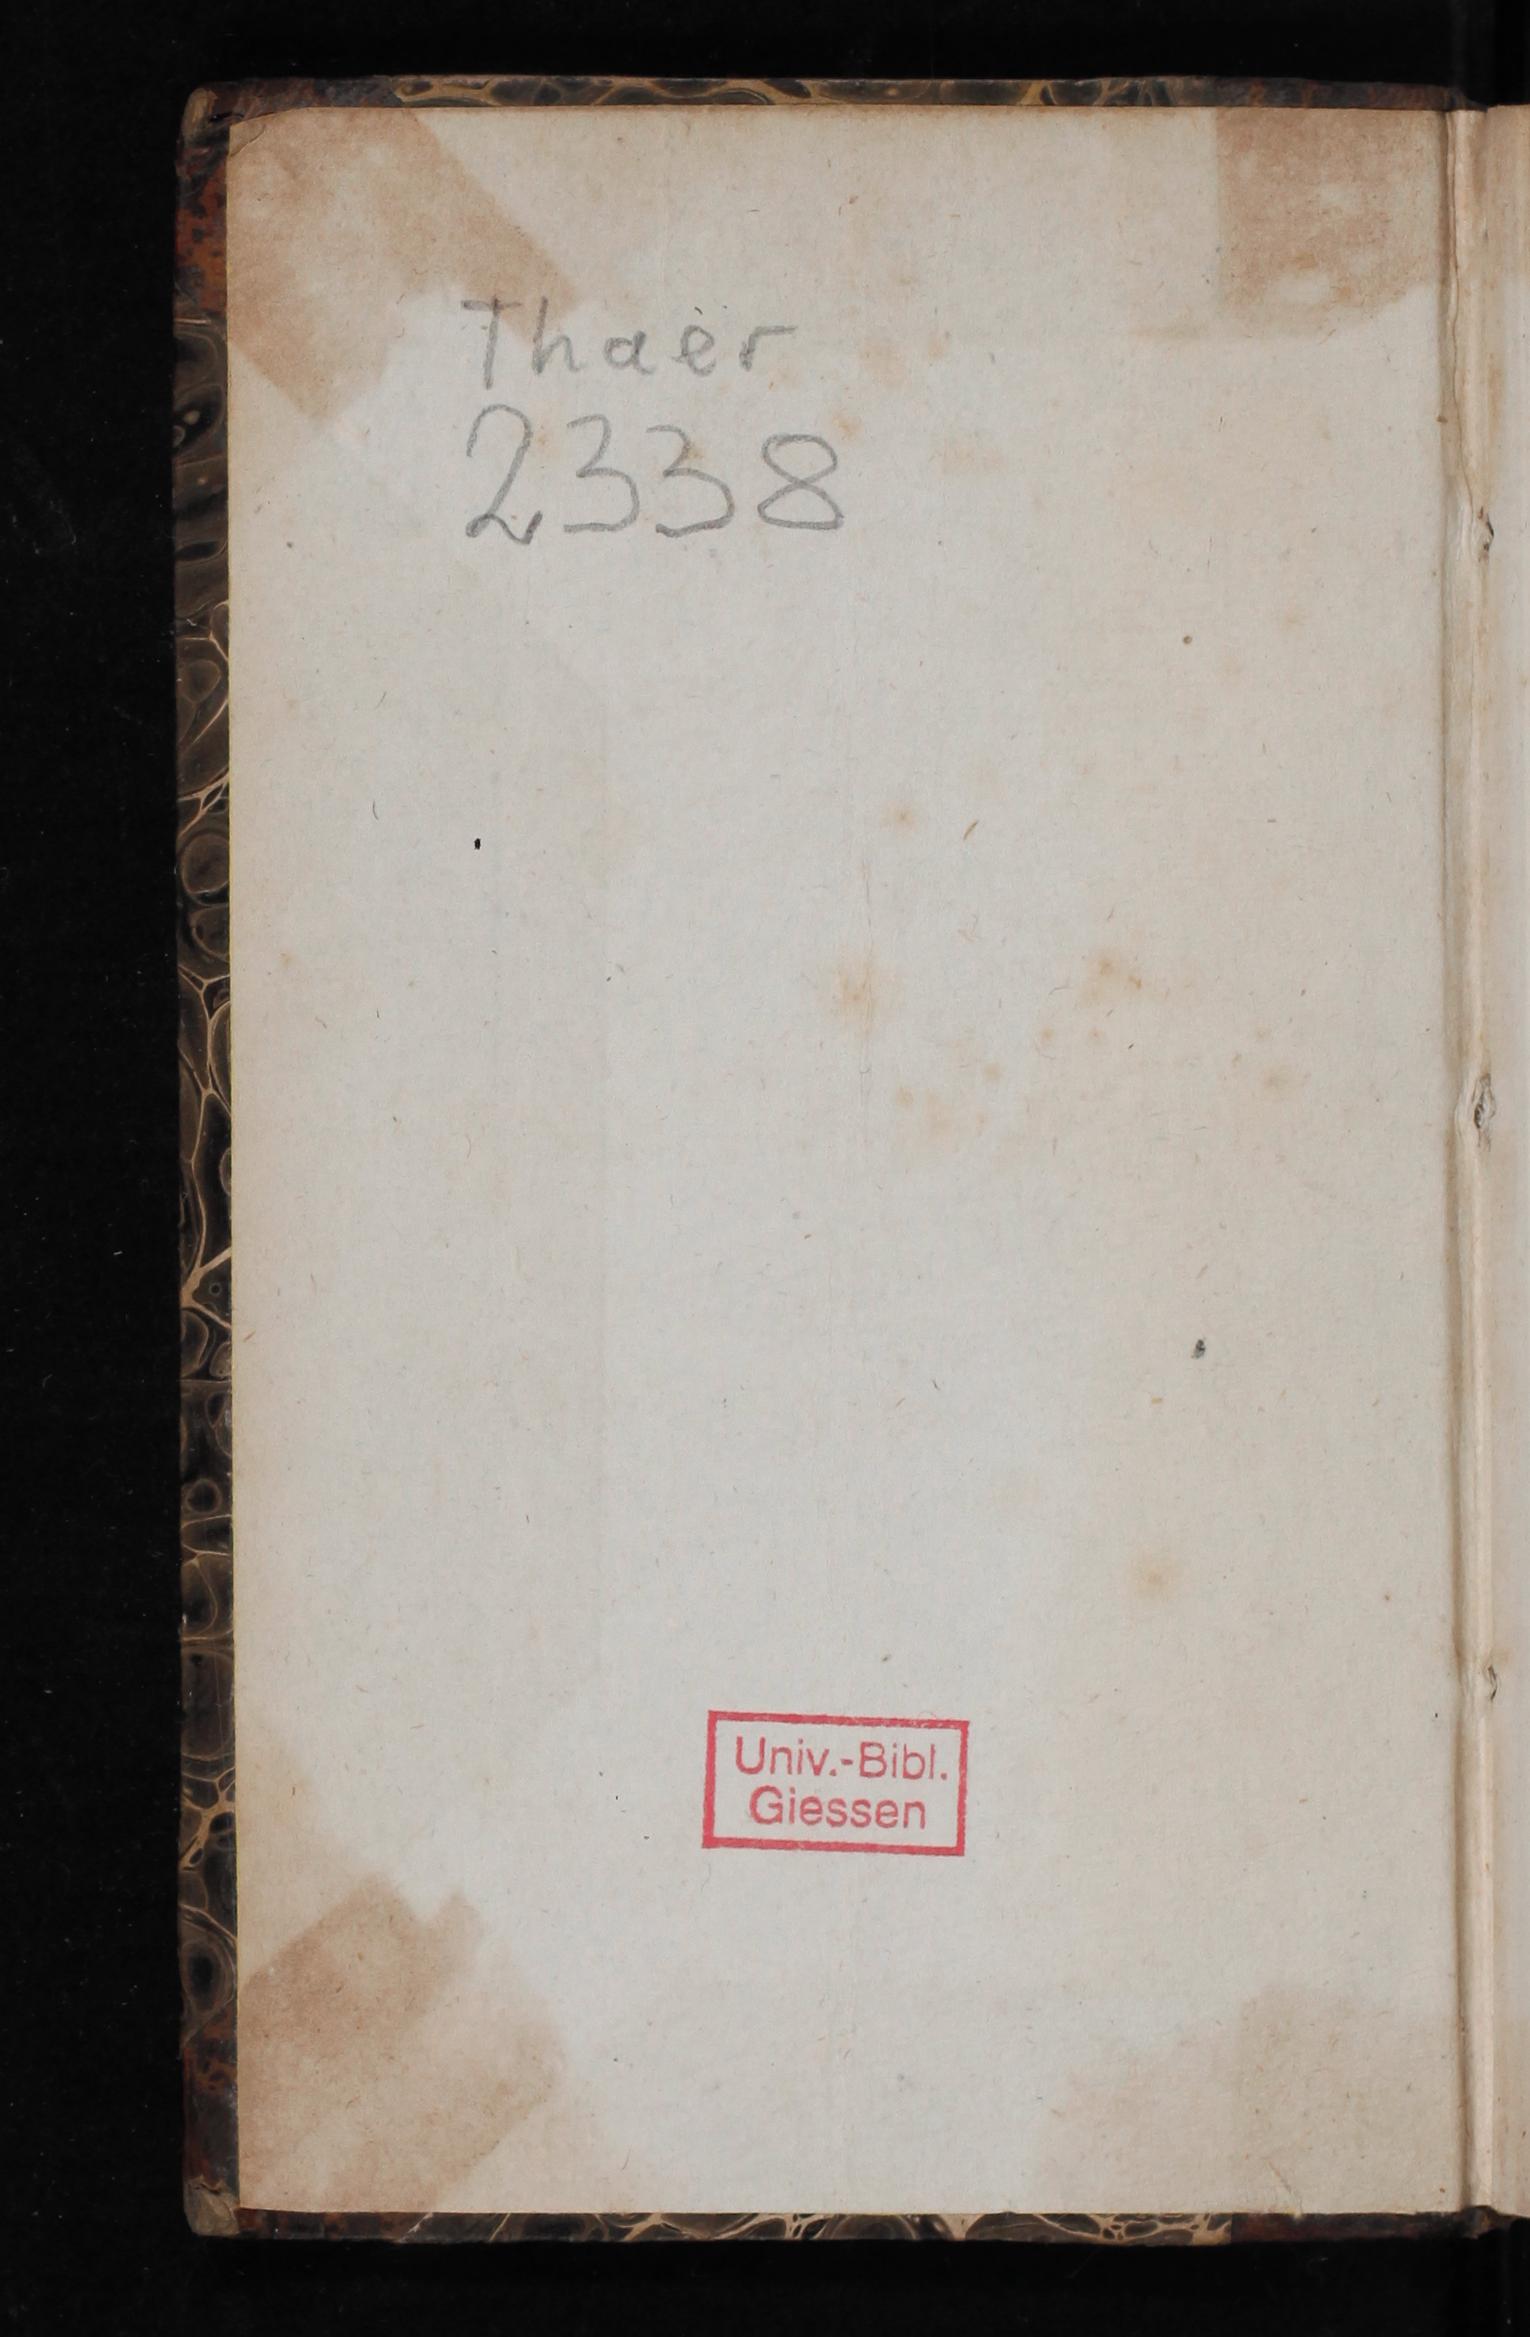 Thaer
2338
Univ.-Bibl.
Giessen